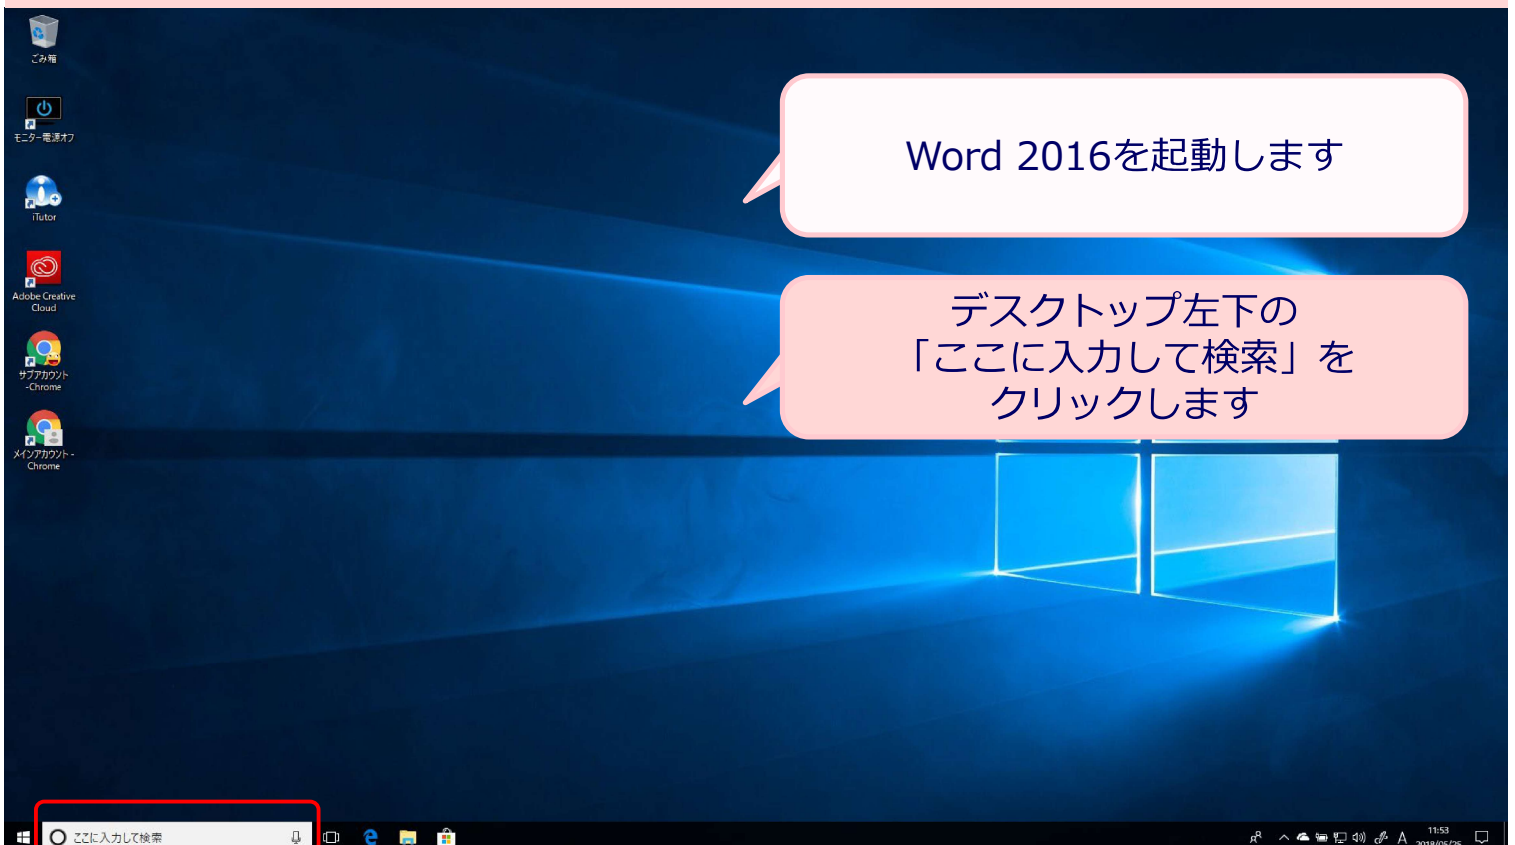 ごみ箱
モニター電源オフ
iTutor
Adobe Creative
Cloud
サブアカウント
-Chrome
メインアカウント -
Chrome
Word 2016を起動します
デスクトップ左下の
「ここに入力して検索」を
クリックします
ここに入力して検索
A
11:53
2018/05/25